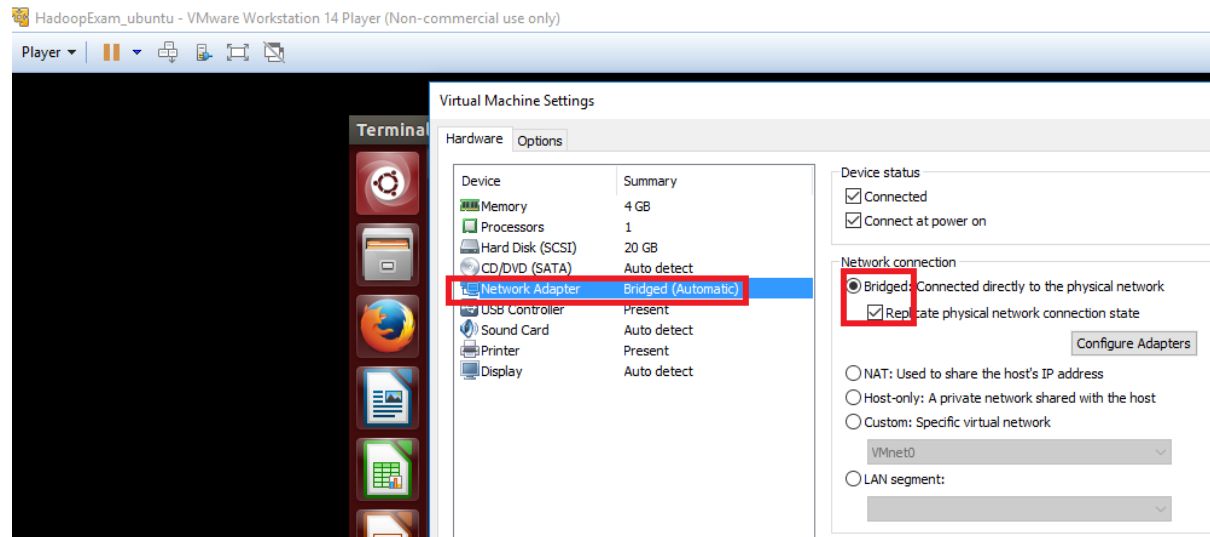 HadoopExam_ubuntu - VMware Workstation 14 Player (Non-commercial use only)
Player
Virtual Machine Settings
Terminal
Hardware Options
Device Summary
Memory 4 GB
Processors 1
Hard Disk (SCSI) 20 GB
CD/DVD (SATA) Auto detect
Network Adapter Bridged (Automatic)
USB Controller Present
Sound Card Auto detect
Printer Present
Display Auto detect
Device status
Connected
Connect at power on
Network connection
Bridged: Connected directly to the physical network
Replicate physical network connection state
Configure Adapters
NAT: Used to share the host's IP address
Host-only: A private network shared with the host
Custom: Specific virtual network
VMnet0
LAN segment: